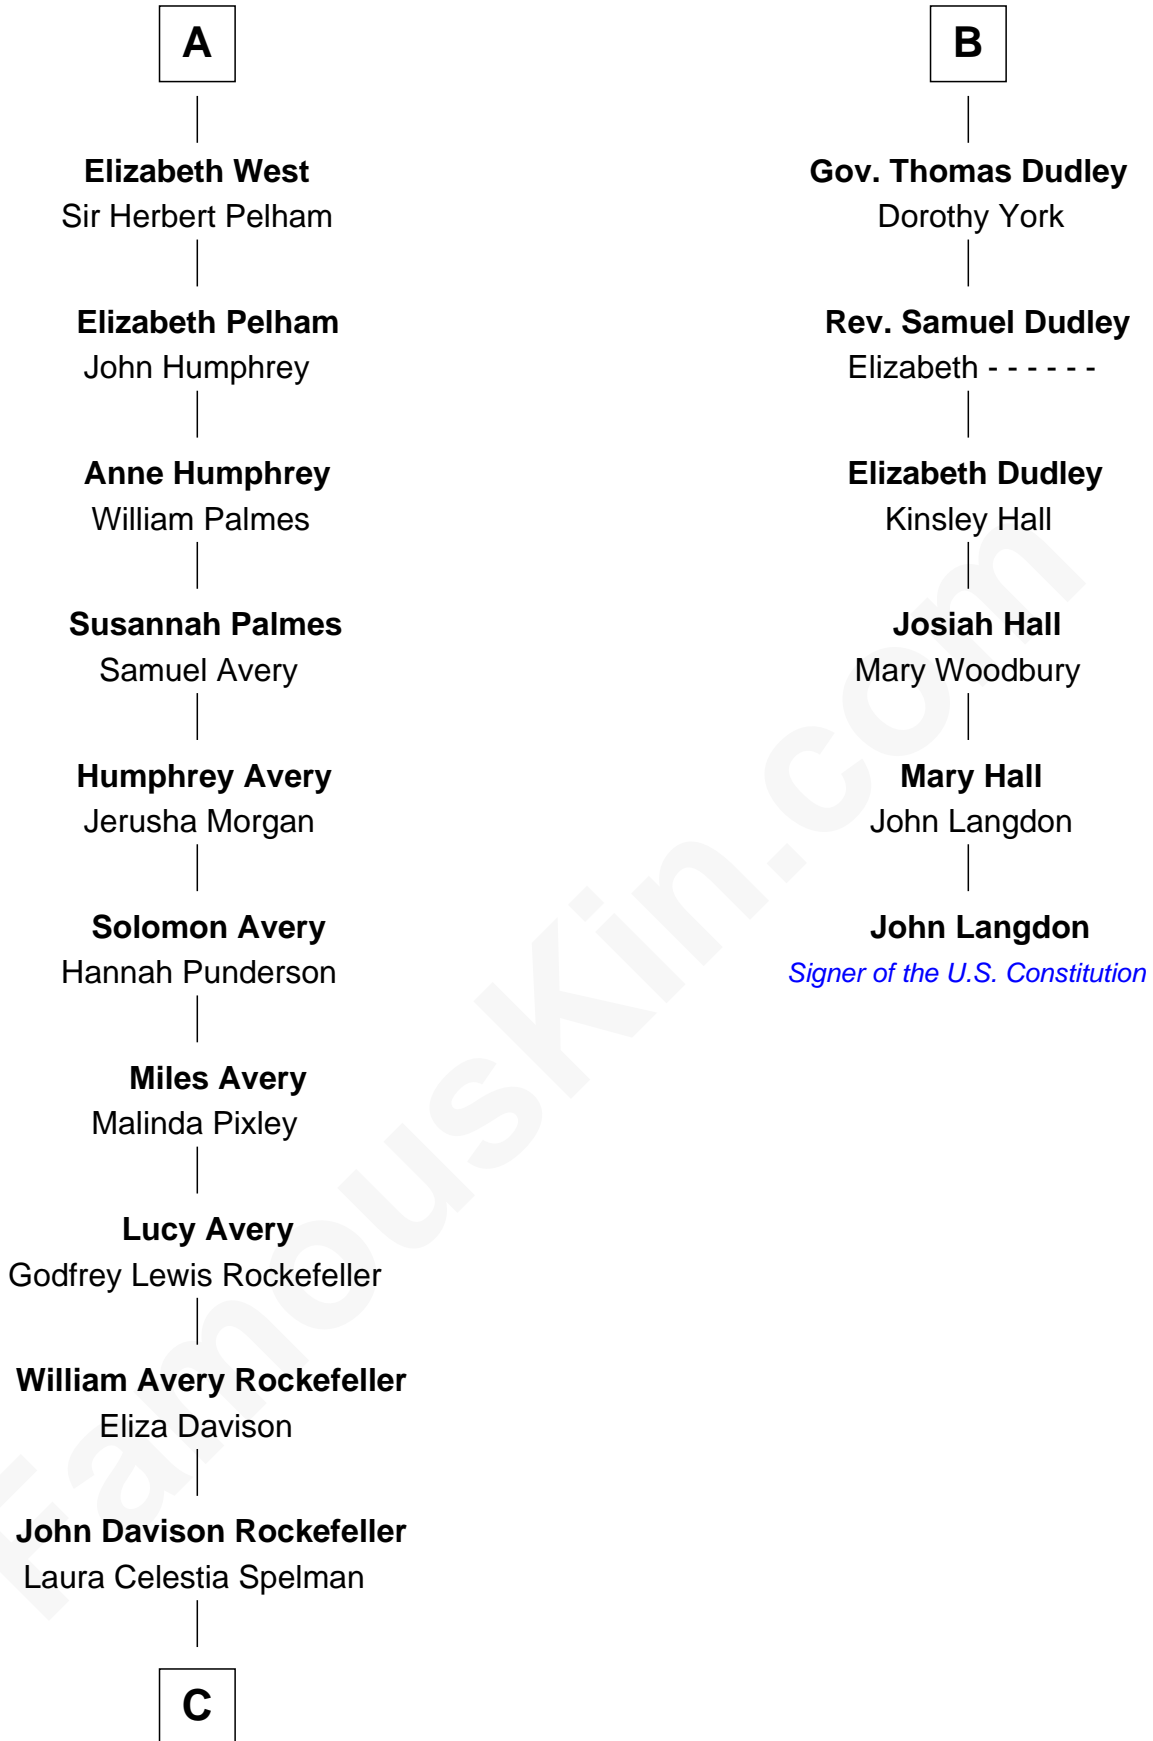 A
Elizabeth West
Sir Herbert Pelham
Elizabeth Pelham
John Humphrey
Anne Humphrey
William Palmes
Susannah Palmes
Samuel Avery
Humphrey Avery
Jerusha Morgan
Solomon Avery
Hannah Punderson
Miles Avery
Malinda Pixley
Lucy Avery
Godfrey Lewis Rockefeller
William Avery Rockefeller
Eliza Davison
John Davison Rockefeller
Laura Celestia Spelman
C
B
Gov. Thomas Dudley
Dorothy York
Rev. Samuel Dudley
Elizabeth - - - - - -
Elizabeth Dudley
Kinsley Hall
Josiah Hall
Mary Woodbury
Mary Hall
John Langdon
John Langdon
Signer of the U.S. Constitution
FamousKin.com